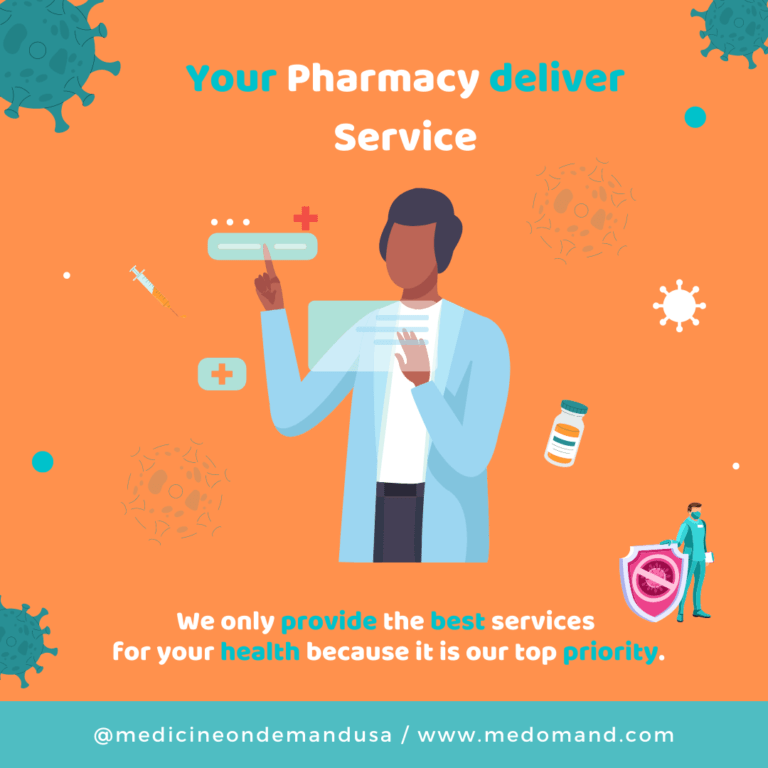 Your Pharmacy deliver
Service
We only provide the best services
for your health because it is our top priority.
@medicineondemandusa / www.medomand.com